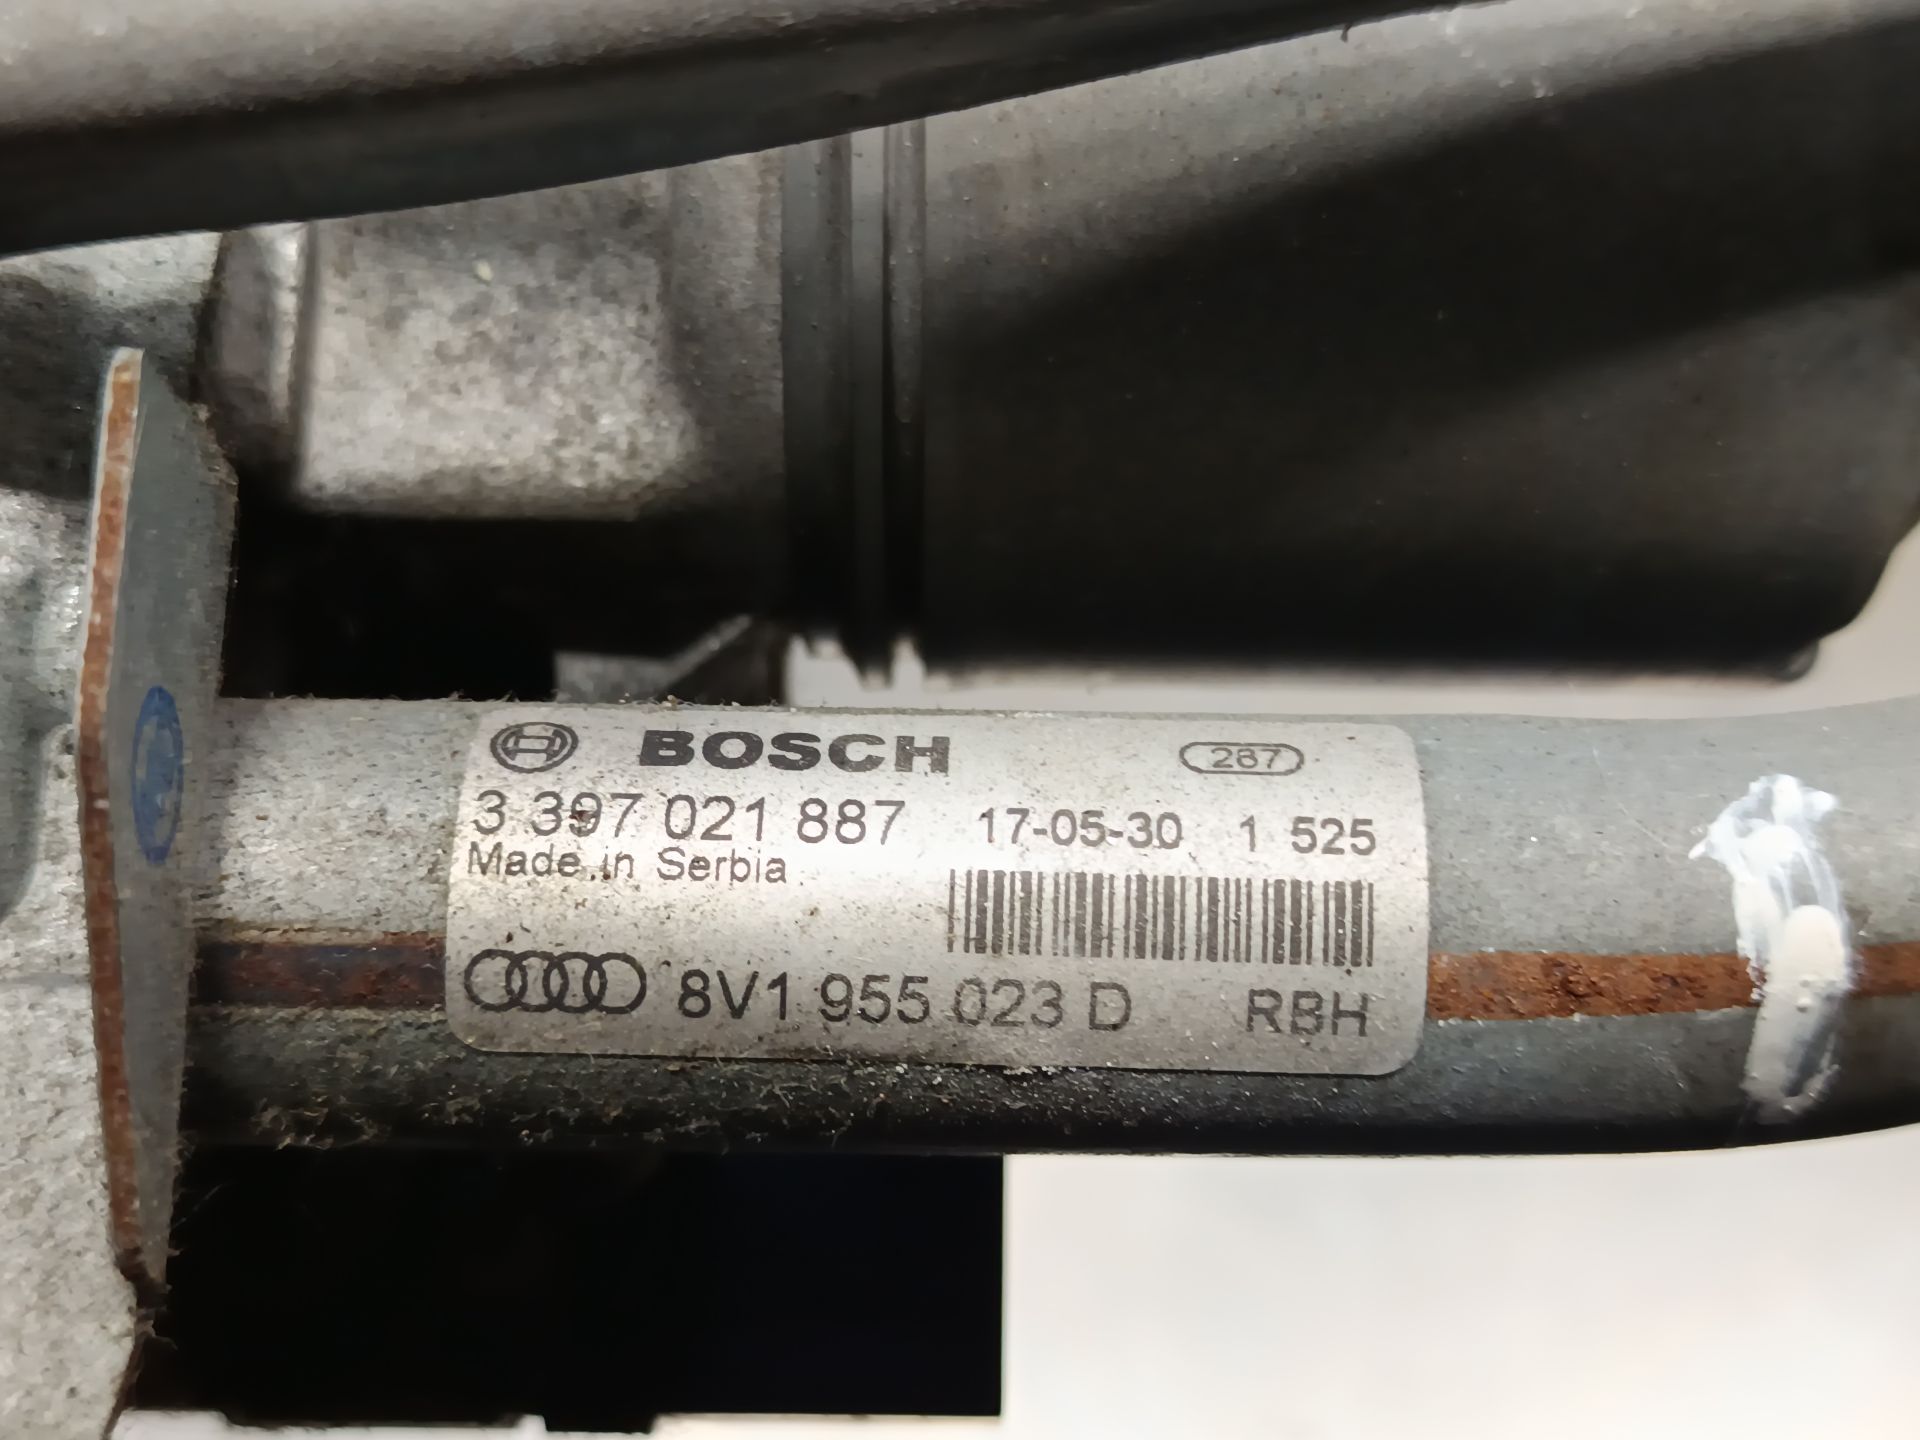 BOSCH 287
3 397 021 887 17-05-30 1 525
Made in Serbia
8V1 955 023 D RBH